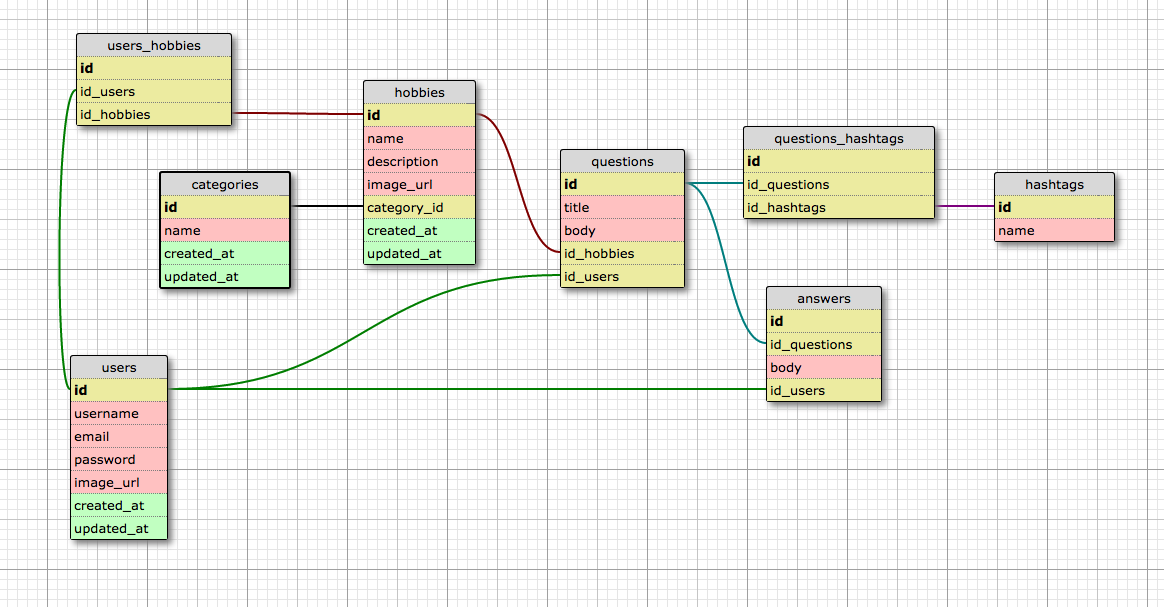 users_hobbies
id
id_users
id_hobbies
hobbies
id
name
description
image_url
category_id
created_at
updated_at
categories
id
name
created_at
updated_at
questions
id
title
body
id_hobbies
id_users
questions_hashtags
id
id_questions
id_hashtags
hashtags
id
name
answers
id
id_questions
body
id_users
users
id
username
email
password
image_url
created_at
updated_at